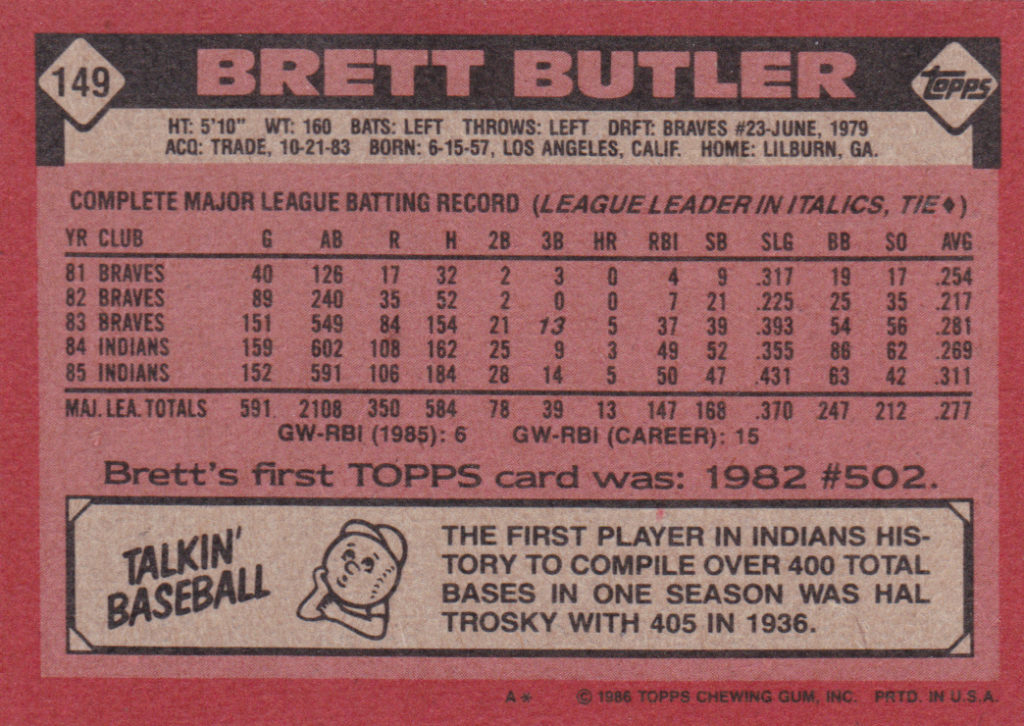 149 BRETT BUTLER topps
HT: 5'10" WT: 160 BATS: LEFT THROWS: LEFT DRFT: BRAVES #23-JUNE, 1979
ACQ: TRADE, 10-21-83 BORN: 6-15-57, LOS ANGELES, CALIF. HOME: LILBURN, GA.
COMPLETE MAJOR LEAGUE BATTING RECORD (LEAGUE LEADER IN ITALICS, TIE♦)
YR CLUB G AB R H 2B 3B HR RBI SB SLG BB SO AVG
81 BRAVES 40 126 17 32 2 3 0 4 9 .317 19 17 .254
82 BRAVES 89 240 35 52 2 0 0 7 21 .225 25 35 .217
83 BRAVES 151 549 84 154 21 13 5 37 39 .393 54 56 .281
84 INDIANS 159 602 108 162 25 9 3 49 52 .355 86 62 .269
85 INDIANS 152 591 106 184 28 14 5 50 47 .431 63 42 .311
MAJ. LEA. TOTALS 591 2108 350 584 78 39 13 147 168 .370 247 212 .277
GW-RBI (1985): 6 GW-RBI (CAREER): 15
Brett's first TOPPS card was: 1982 #502.
TALKIN'
BASEBALL
THE FIRST PLAYER IN INDIANS HIS-
TORY TO COMPILE OVER 400 TOTAL
BASES IN ONE SEASON WAS HAL
TROSKY WITH 405 IN 1936.
A* © 1986 TOPPS CHEWING GUM, INC. PRTD. IN U.S.A.